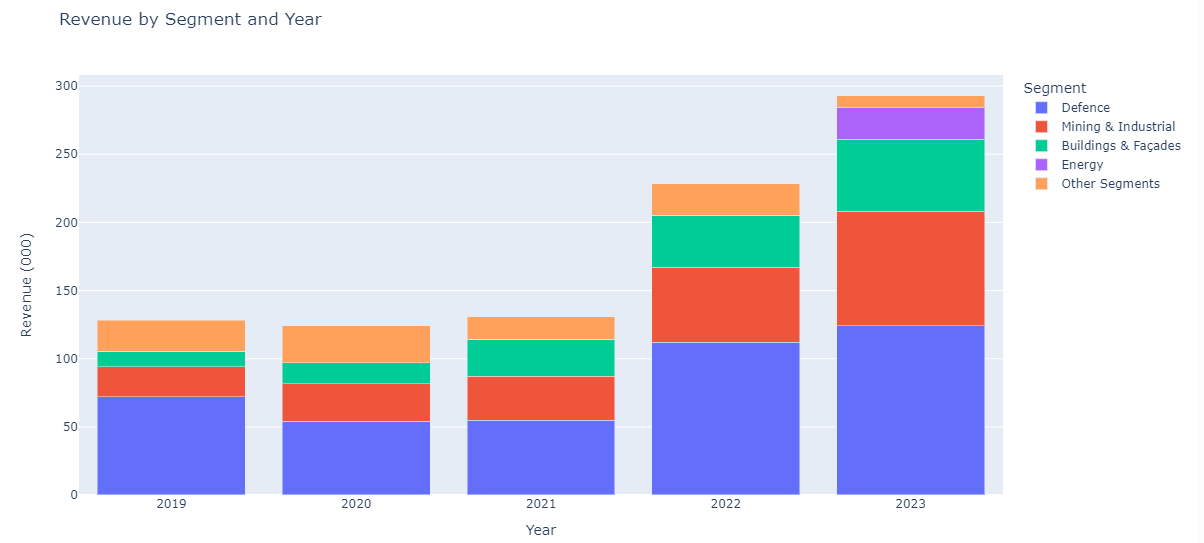 Revenue by Segment and Year
Revenue (000)
300
250
200
150
100
50
0
2019
2020
2021
2022
2023
Year
Segment
Defence
Mining & Industrial
Buildings & Façades
Energy
Other Segments